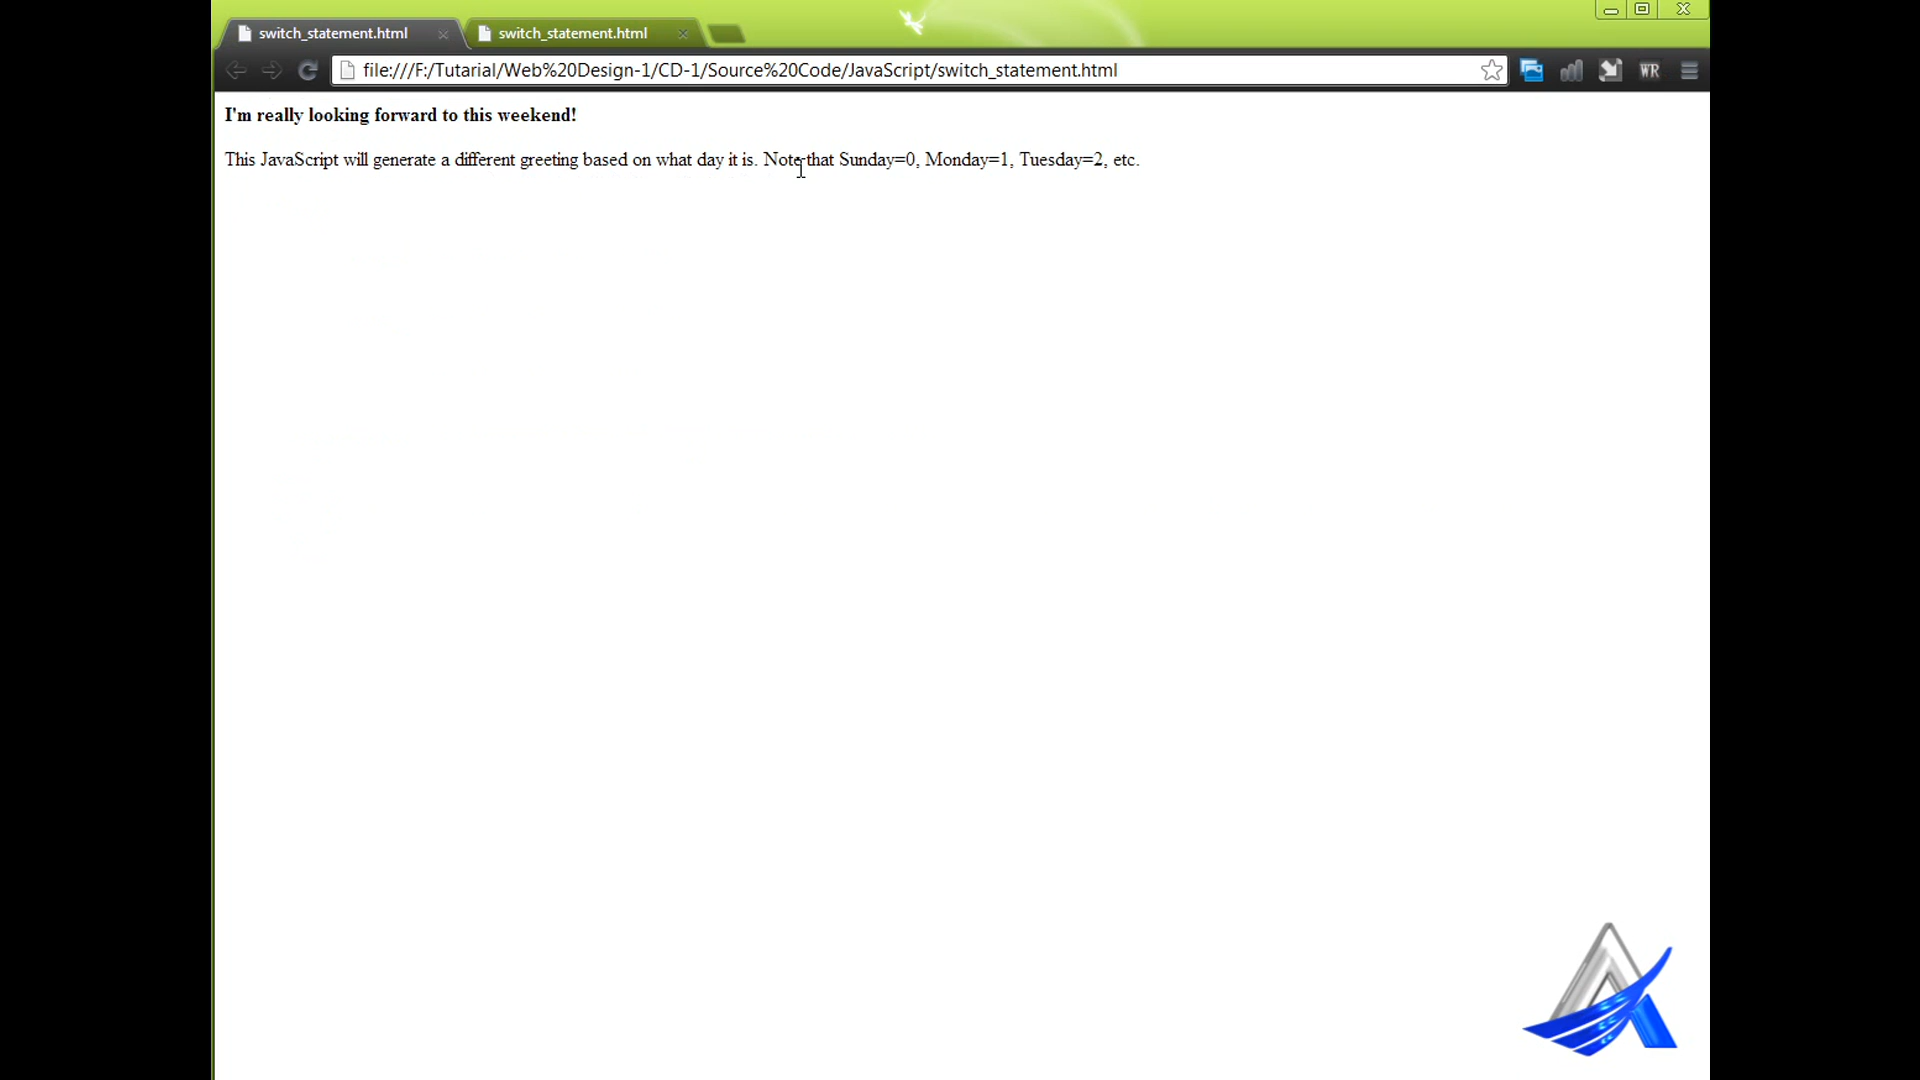 switch_statement.html switch_statement.html
file:///F:/Tutarial/Web%20Design-1/CD-1/Source%20Code/JavaScript/switch_statement.html WR
I'm really looking forward to this weekend!
This JavaScript will generate a different greeting based on what day it is. Note that Sunday=0, Monday=1, Tuesday=2, etc.